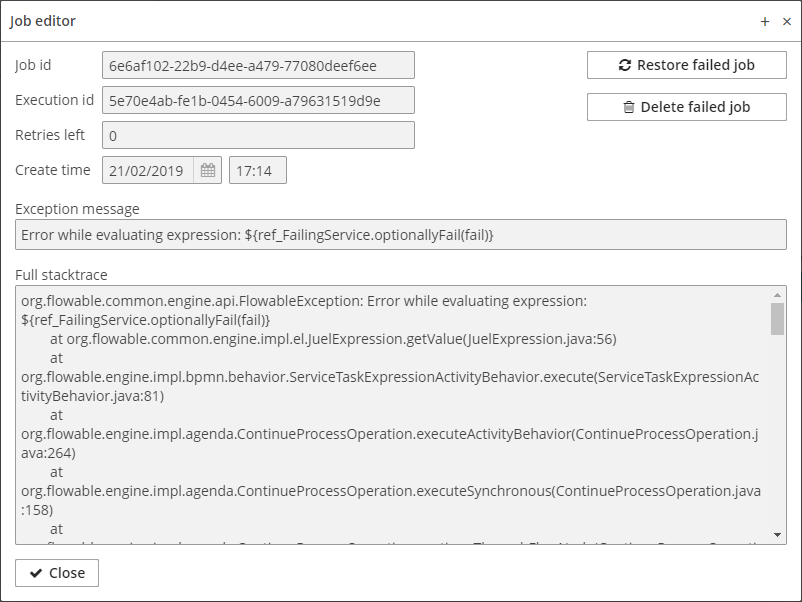 Job editor
Job id
6e6af102-22b9-d4ee-a479-77080deef6ee
Restore failed job
Execution id
5e70e4ab-fe1b-0454-6009-a79631519d9e
Delete failed job
Retries left
0
Create time
21/02/2019
17:14
Exception message
Error while evaluating expression: ${ref_FailingService.optionallyFail(fail)}
Full stacktrace
org.flowable.common.engine.api.FlowableException: Error while evaluating expression:
${ref_FailingService.optionallyFail(fail)}
at org.flowable.common.engine.impl.el.JuelExpression.getValue(JuelExpression.java:56)
at
org.flowable.engine.impl.bpmn.behavior.ServiceTaskExpressionActivityBehavior.execute(ServiceTaskExpressionAc
tivityBehavior.java:81)
at
org.flowable.engine.impl.agenda.ContinueProcessOperation.executeActivityBehavior(ContinueProcessOperation.j
ava:264)
at
org.flowable.engine.impl.agenda.ContinueProcessOperation.executeSynchronous(ContinueProcessOperation.java
:158)
at
Close